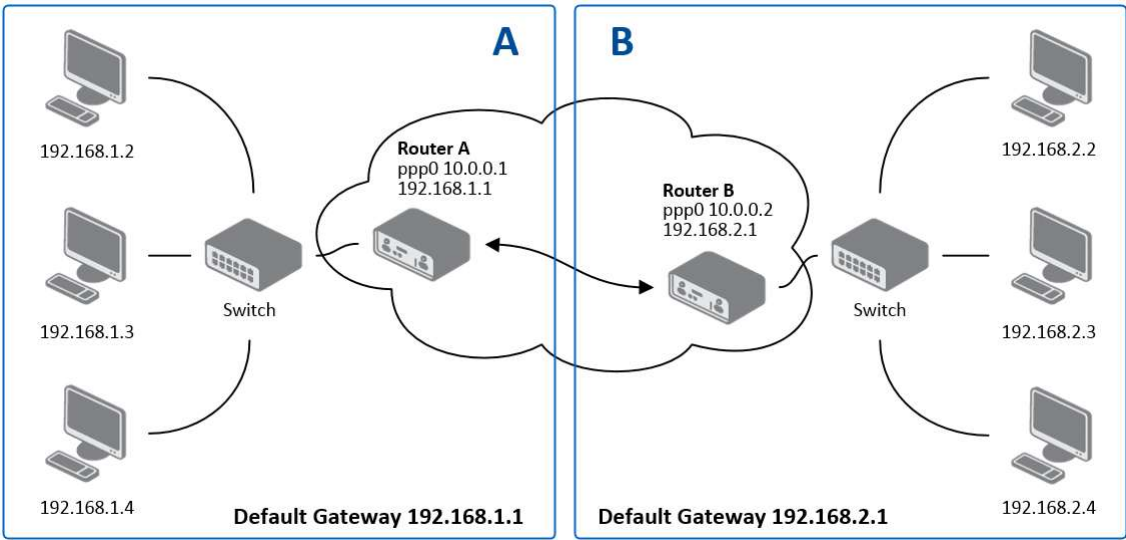 A
B
192.168.1.2
Router A
ppp0 10.0.0.1
192.168.1.1
192.168.2.2
Router B
ppp0 10.0.0.2
192.168.2.1
Switch
Switch
192.168.1.3
192.168.2.3
192.168.1.4
192.168.2.4
Default Gateway 192.168.1.1
Default Gateway 192.168.2.1